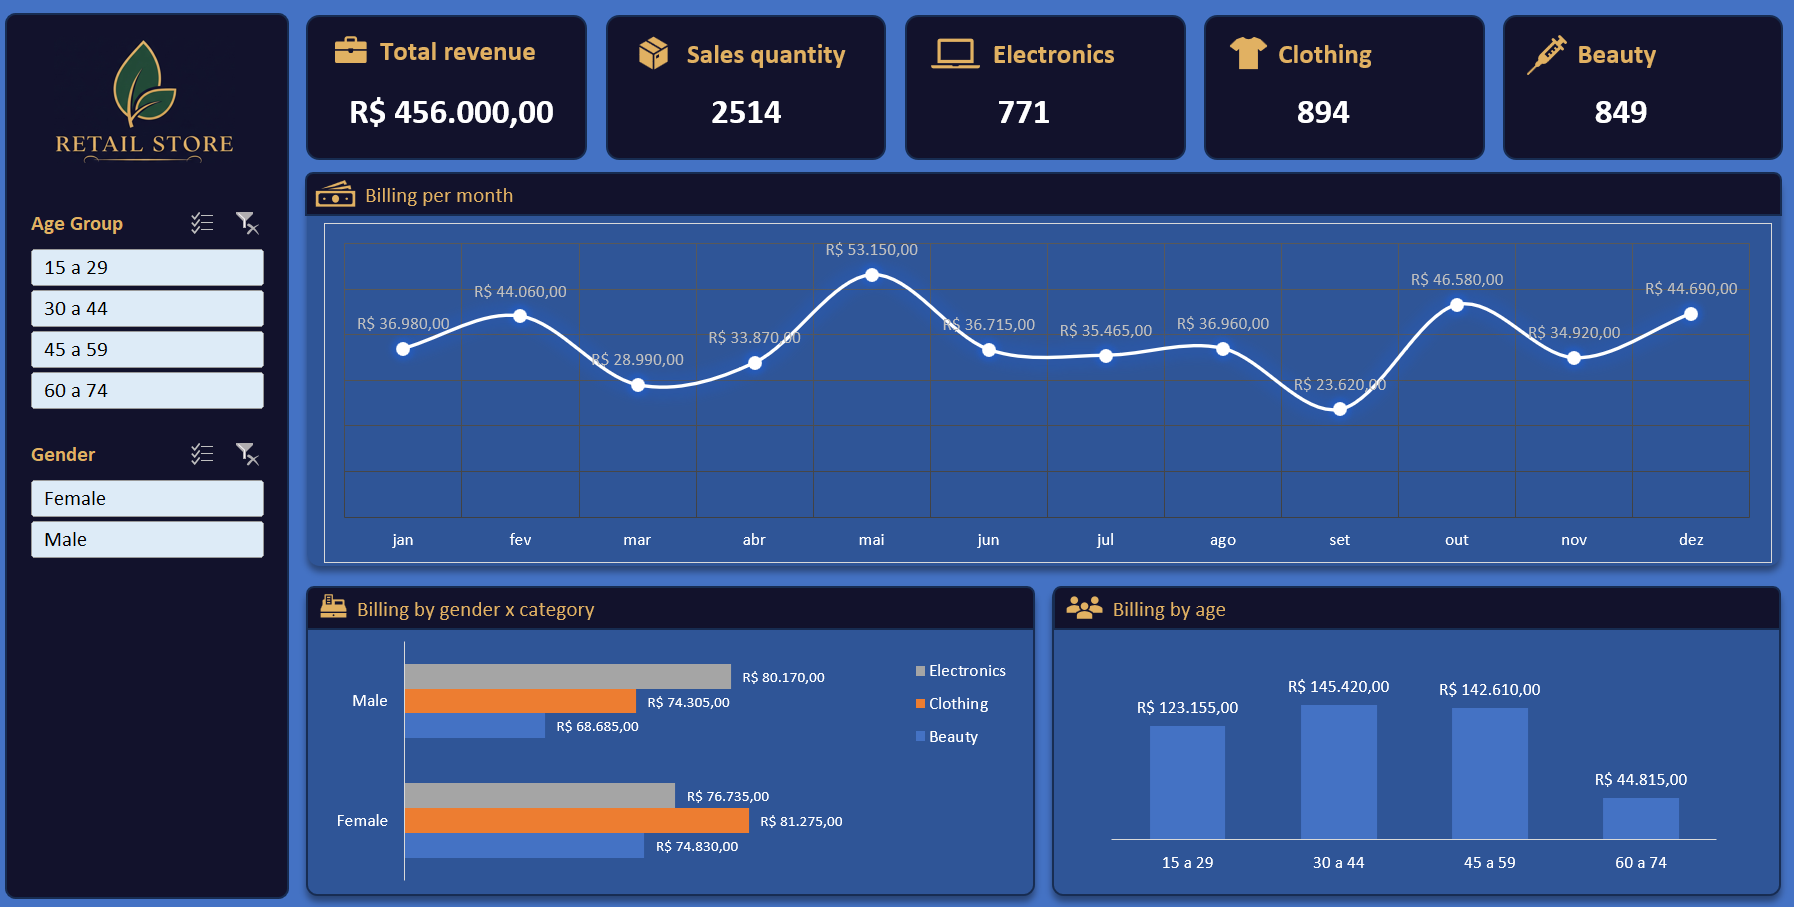 RETAIL STORE
Age Group
15 a 29
30 a 44
45 a 59
60 a 74
Gender
Female
Male
Total revenue
R$ 456.000,00
Sales quantity
2514
Electronics
771
Clothing
894
Beauty
849
Billing per month
R$ 36.980,00
R$ 44.060,00
R$ 28.990,00
R$ 33.870,00
R$ 53.150,00
R$ 36.715,00
R$ 35.465,00
R$ 36.960,00
R$ 23.620,00
R$ 46.580,00
R$ 34.920,00
R$ 44.690,00
jan fev mar abr mai jun jul ago set out nov dez
Billing by gender x category
Male
R$ 80.170,00
R$ 74.305,00
R$ 68.685,00
Female
R$ 76.735,00
R$ 81.275,00
R$ 74.830,00
Electronics
Clothing
Beauty
Billing by age
R$ 123.155,00
R$ 145.420,00
R$ 142.610,00
R$ 44.815,00
15 a 29 30 a 44 45 a 59 60 a 74